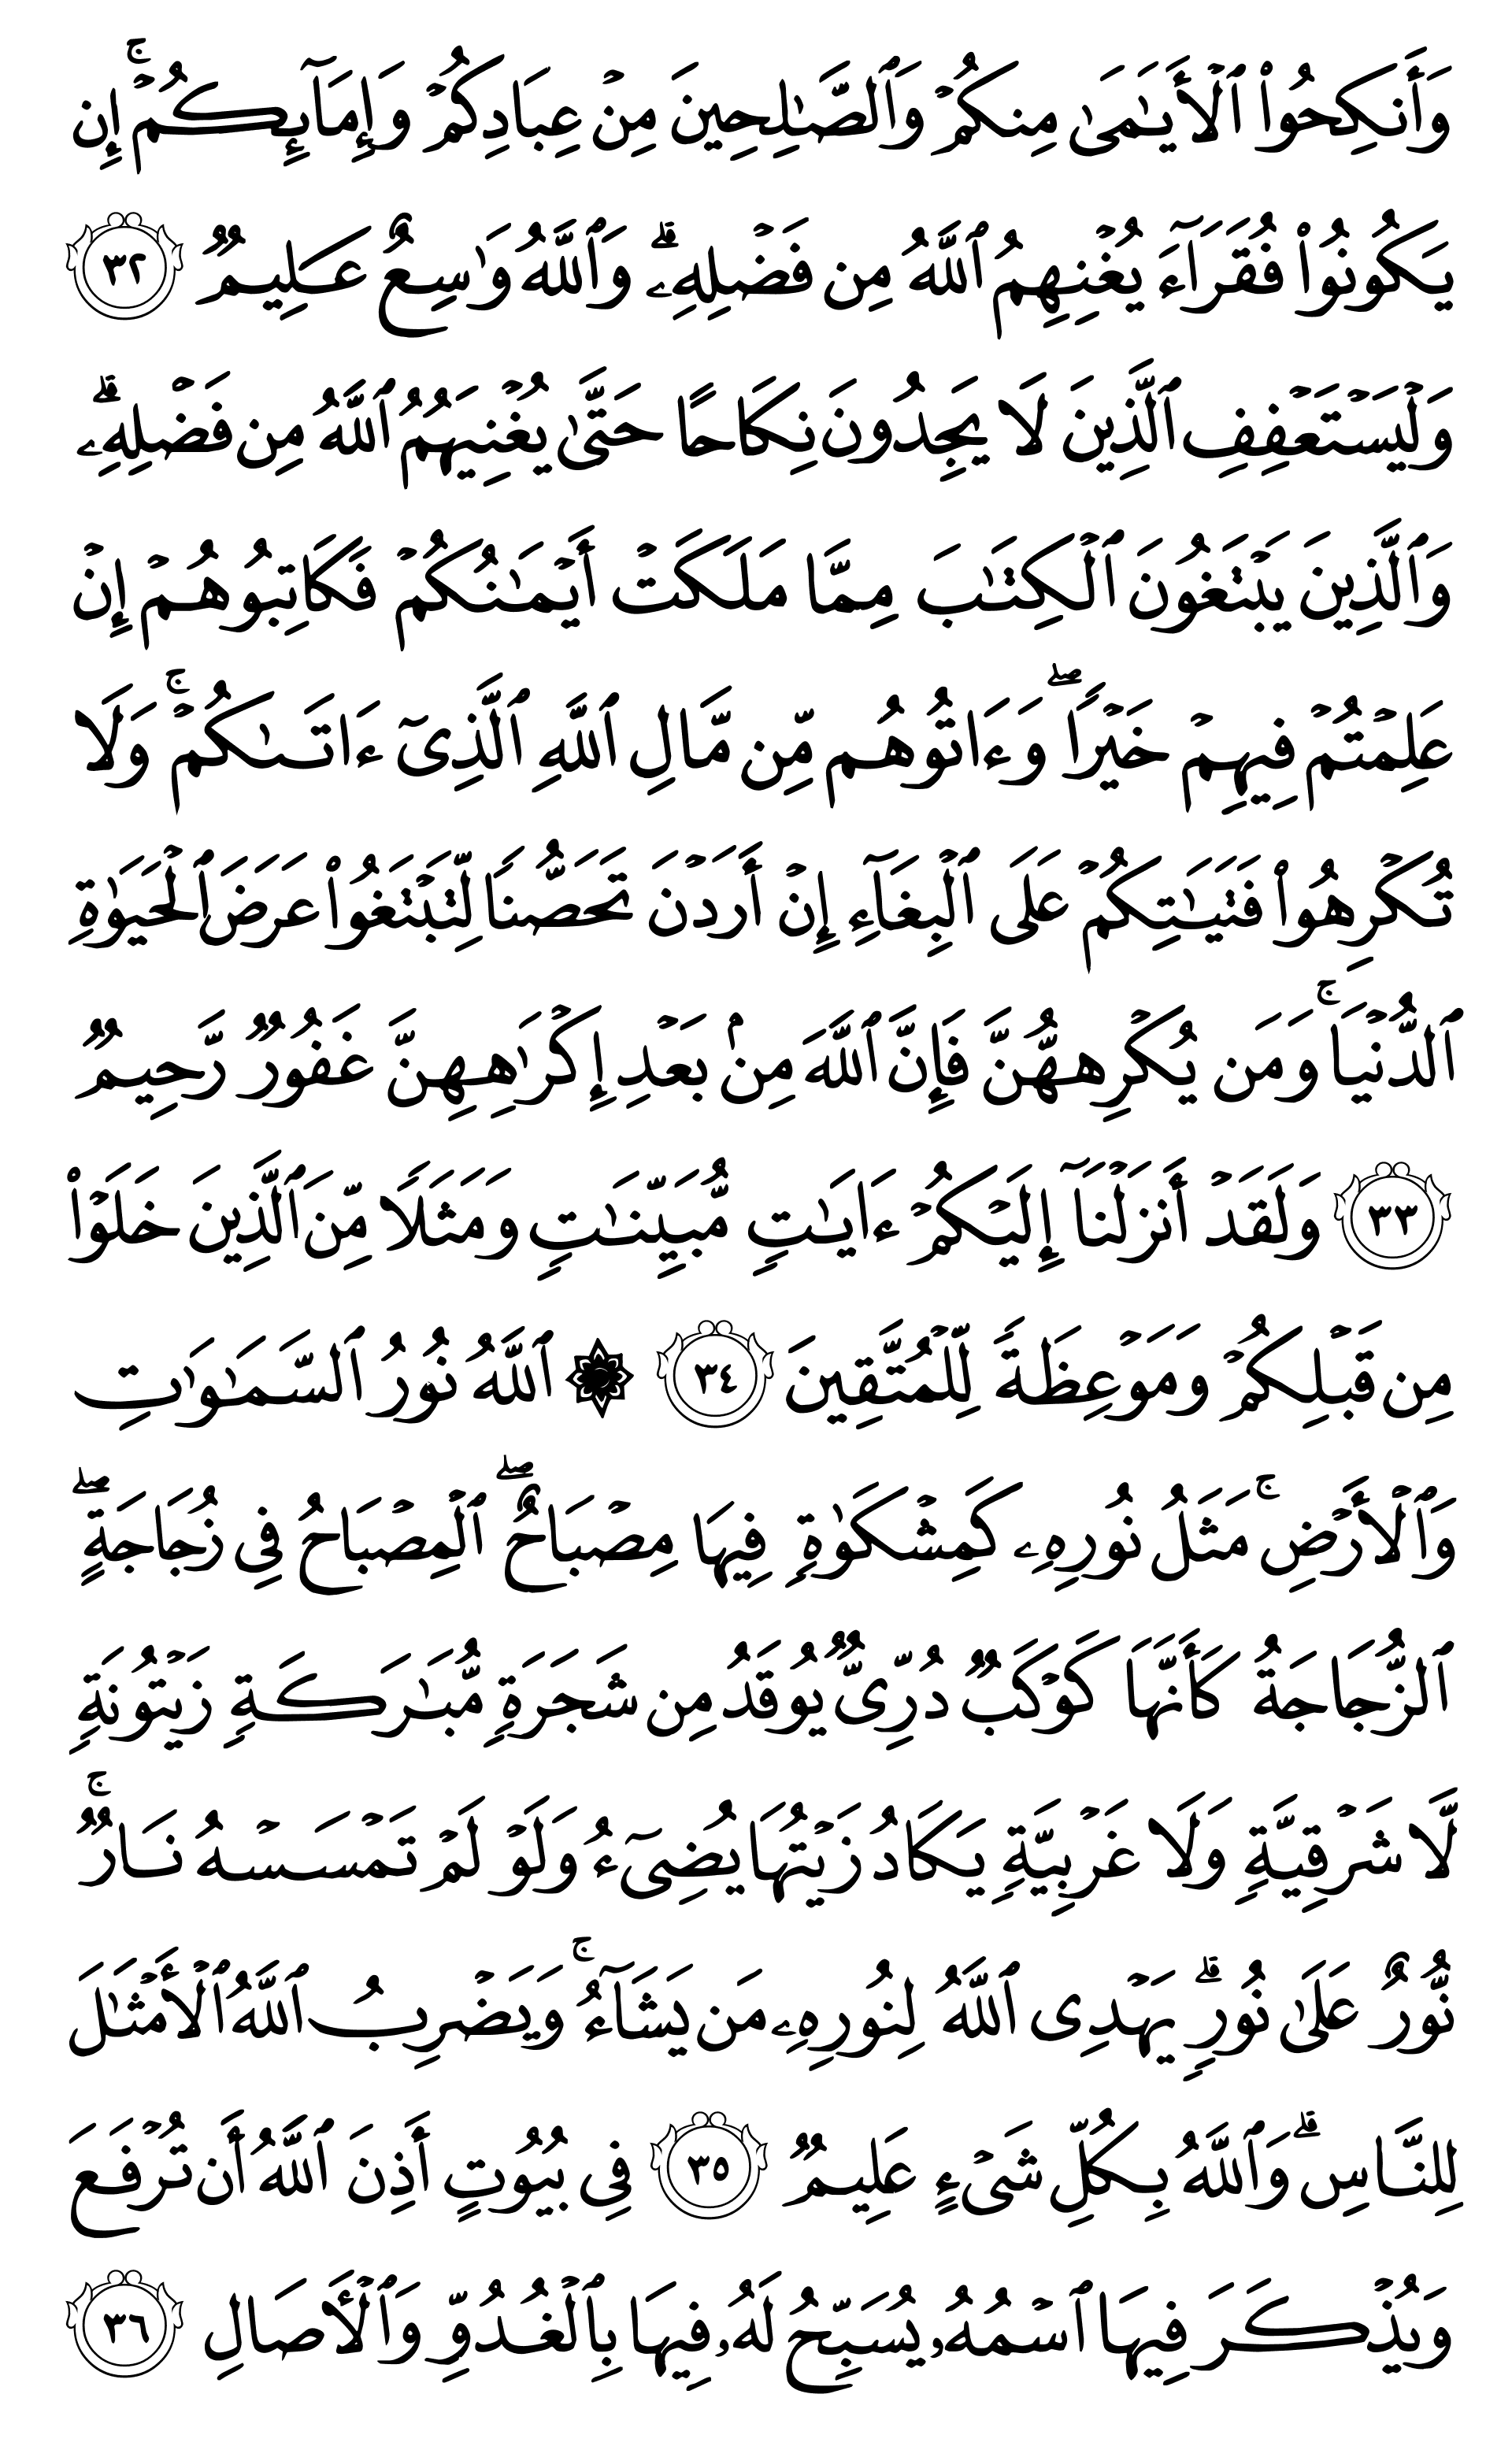 وَأَنكِحُوا۟ ٱلْأَيَـٰمَىٰ مِنكُمْ وَٱلصَّـٰلِحِينَ مِنْ عِبَادِكُمْ وَإِمَآئِكُمْ ۚ إِن
يَكُونُوا۟ فُقَرَآءَ يُغْنِهِمُ ٱللَّهُ مِن فَضْلِهِۦ ۗ وَٱللَّهُ وَٰسِعٌ عَلِيمٌ ٣٢
وَلْيَسْتَعْفِفِ ٱلَّذِينَ لَا يَجِدُونَ نِكَاحًا حَتَّىٰ يُغْنِيَهُمُ ٱللَّهُ مِن فَضْلِهِۦ ۗ
وَٱلَّذِينَ يَبْتَغُونَ ٱلْكِتَـٰبَ مِمَّا مَلَكَتْ أَيْمَـٰنُكُمْ فَكَاتِبُوهُمْ إِنْ
عَلِمْتُمْ فِيهِمْ خَيْرًا ۖ وَءَاتُوهُم مِّن مَّالِ ٱللَّهِ ٱلَّذِىٓ ءَاتَىٰكُمْ ۚ وَلَا
تُكْرِهُوا۟ فَتَيَـٰتِكُمْ عَلَى ٱلْبِغَآءِ إِنْ أَرَدْنَ تَحَصُّنًا لِّتَبْتَغُوا۟ عَرَضَ ٱلْحَيَوٰةِ
ٱلدُّنْيَا ۚ وَمَن يُكْرِههُّنَّ فَإِنَّ ٱللَّهَ مِنۢ بَعْدِ إِكْرَٰهِهِنَّ غَفُورٌ رَّحِيمٌ
٣٣ وَلَقَدْ أَنزَلْنَآ إِلَيْكُمْ ءَايَـٰتٍ مُّبَيِّنَـٰتٍ وَمَثَلًا مِّنَ ٱلَّذِينَ خَلَوْا۟
مِن قَبْلِكُمْ وَمَوْعِظَةً لِّلْمُتَّقِينَ ٣٤ ۞ ٱللَّهُ نُورُ ٱلسَّمَـٰوَٰتِ
وَٱلْأَرْضِ ۚ مَثَلُ نُورِهِۦ كَمِشْكَوٰةٍ فِيهَا مِصْبَاحٌ ۖ ٱلْمِصْبَاحُ فِى زُجَاجَةٍ ۖ
ٱلزُّجَاجَةُ كَأَنَّهَا كَوْكَبٌ دُرِّىٌّ يُوقَدُ مِن شَجَرَةٍ مُّبَـٰرَكَةٍ زَيْتُونَةٍ
لَّا شَرْقِيَّةٍ وَلَا غَرْبِيَّةٍ يَكَادُ زَيْتُهَا يُضِىٓءُ وَلَوْ لَمْ تَمْسَسْهُ نَارٌ ۚ
نُّورٌ عَلَىٰ نُورٍ ۗ يَهْدِى ٱللَّهُ لِنُورِهِۦ مَن يَشَآءُ ۚ وَيَضْرِبُ ٱللَّهُ ٱلْأَمْثَـٰلَ
لِلنَّاسِ ۗ وَٱللَّهُ بِكُلِّ شَىْءٍ عَلِيمٌ ٣٥ فِى بُيُوتٍ أَذِنَ ٱللَّهُ أَن تُرْفَعَ
وَيُذْكَرَ فِيهَا ٱسْمُهُۥ يُسَبِّحُ لَهُۥ فِيهَا بِٱلْغُدُوِّ وَٱلْأَصَالِ ٣٦